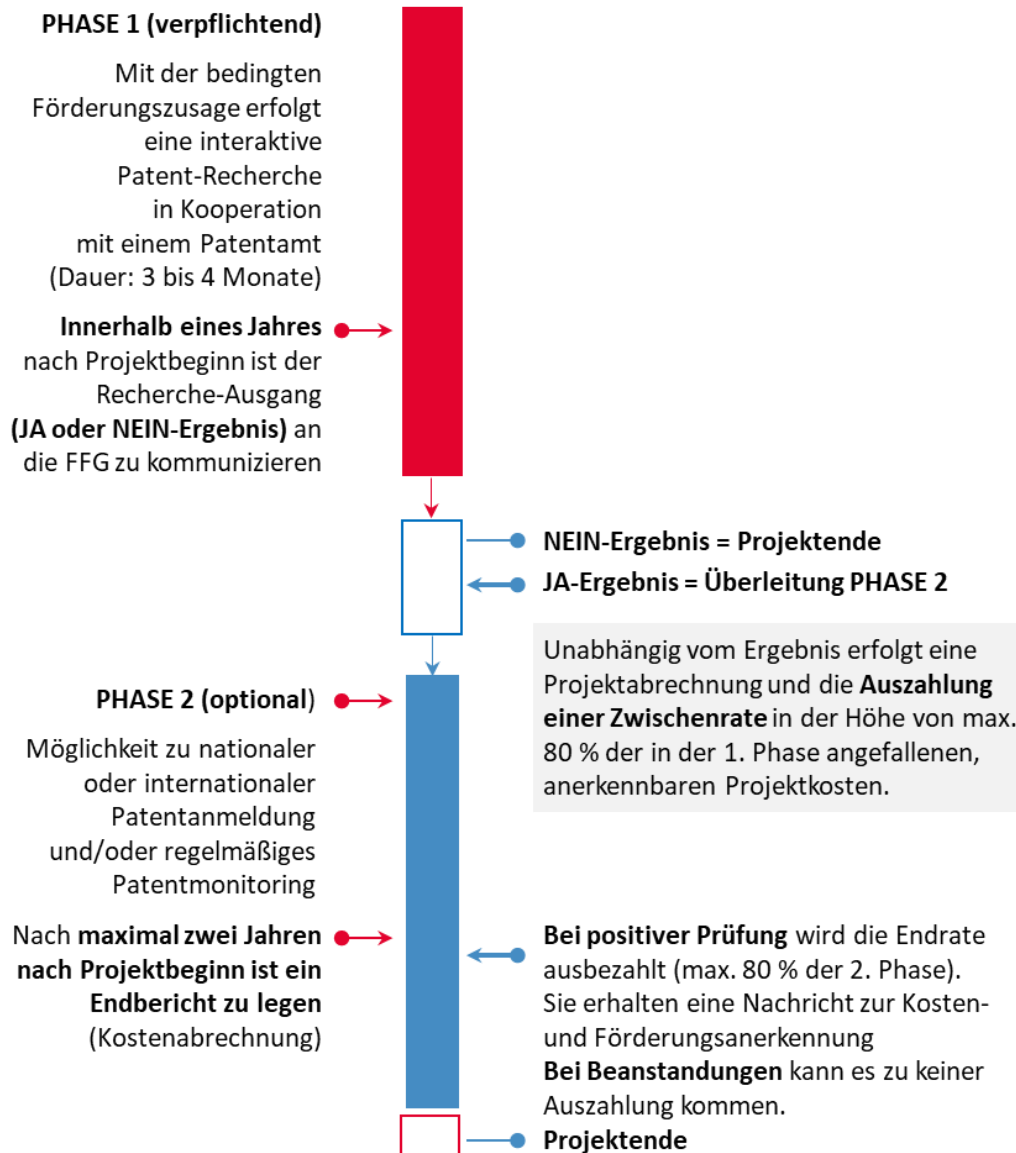 PHASE 1 (verpflichtend)
Mit der bedingten
Förderungszusage erfolgt
eine interaktive
Patent-Recherche
in Kooperation
mit einem Patentamt
(Dauer: 3 bis 4 Monate)
Innerhalb eines Jahres
nach Projektbeginn ist der
Recherche-Ausgang
(JA oder NEIN-Ergebnis) an
die FFG zu kommunizieren
NEIN-Ergebnis = Projektende
JA-Ergebnis = Überleitung PHASE 2
Unabhängig vom Ergebnis erfolgt eine
Projektabrechnung und die Auszahlung
einer Zwischenrate in der Höhe von max.
80 % der in der 1. Phase angefallenen,
anerkennbaren Projektkosten.
PHASE 2 (optional)
Möglichkeit zu nationaler
oder internationaler
Patentanmeldung
und/oder regelmäßiges
Patentmonitoring
Nach maximal zwei Jahren
nach Projektbeginn ist ein
Endbericht zu legen
(Kostenabrechnung)
Bei positiver Prüfung wird die Endrate
ausbezahlt (max. 80 % der 2. Phase).
Sie erhalten eine Nachricht zur Kosten-
und Förderungsanerkennung
Bei Beanstandungen kann es zu keiner
Auszahlung kommen.
Projektende